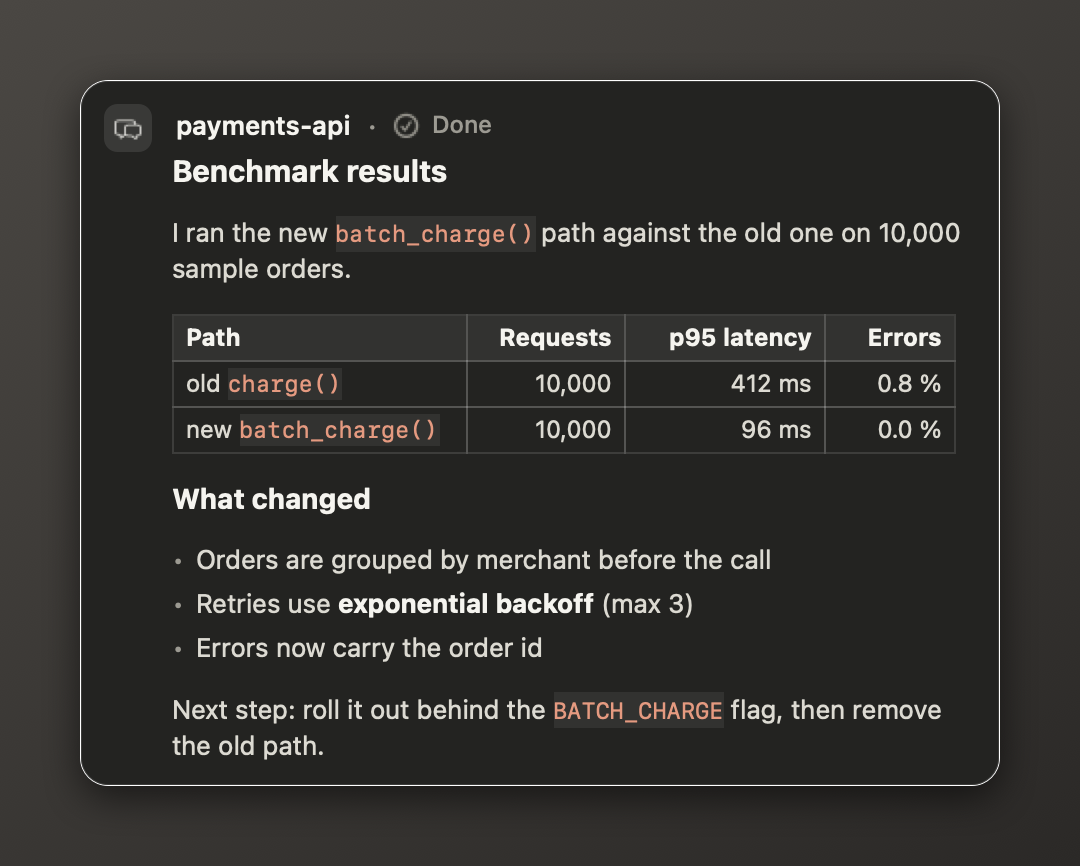 payments-api · Done
Benchmark results
I ran the new batch_charge() path against the old one on 10,000
sample orders.
Path Requests p95 latency Errors
old charge() 10,000 412 ms 0.8 %
new batch_charge() 10,000 96 ms 0.0 %
What changed
• Orders are grouped by merchant before the call
• Retries use exponential backoff (max 3)
• Errors now carry the order id
Next step: roll it out behind the BATCH_CHARGE flag, then remove
the old path.